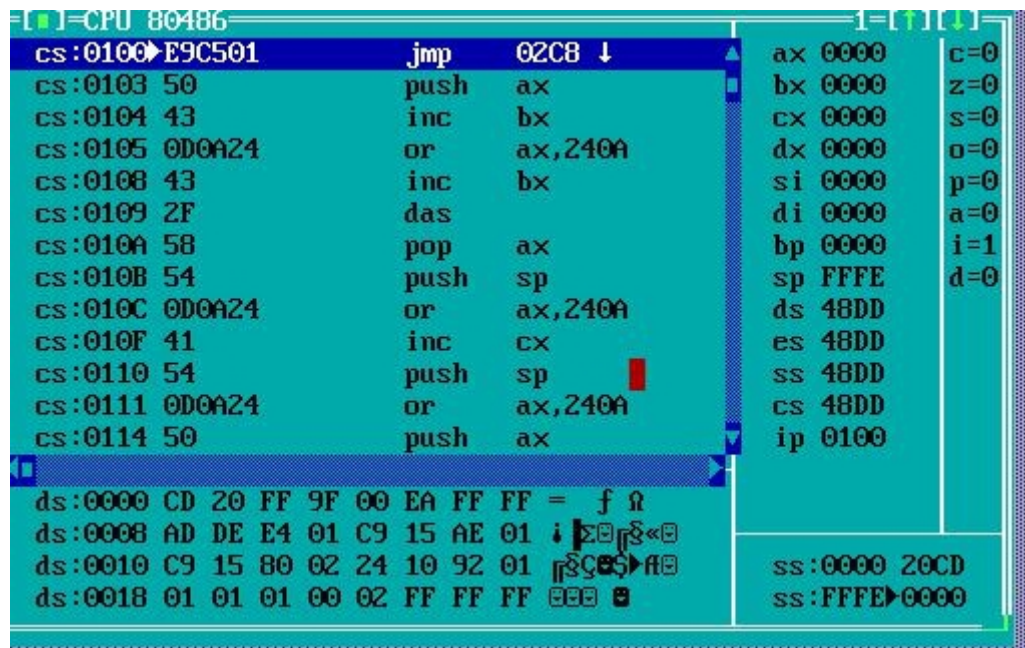 =[■]=CPU 80486 1=[↑][↓]=
cs:0100►E9C501 jmp 02C8 ↓ ax 0000 c=0
cs:0103 50 push ax bx 0000 z=0
cs:0104 43 inc bx cx 0000 s=0
cs:0105 0D0A24 or ax,240A dx 0000 o=0
cs:0108 43 inc bx si 0000 p=0
cs:0109 2F das di 0000 a=0
cs:010A 58 pop ax bp 0000 i=1
cs:010B 54 push sp sp FFFE d=0
cs:010C 0D0A24 or ax,240A ds 48DD
cs:010F 41 inc cx es 48DD
cs:0110 54 push sp ss 48DD
cs:0111 0D0A24 or ax,240A cs 48DD
cs:0114 50 push ax ip 0100
ds:0000 CD 20 FF 9F 00 EA FF FF = ƒ Ω
ds:0008 AD DE E4 01 C9 15 AE 01 ¡▐Σ☺╔§«☺
ds:0010 C9 15 80 02 24 10 92 01 ╔§Ç☻$►Æ☺ ss:0000 20CD
ds:0018 01 01 01 00 02 FF FF FF ☺☺☺ ☻ ss:FFFE►0000